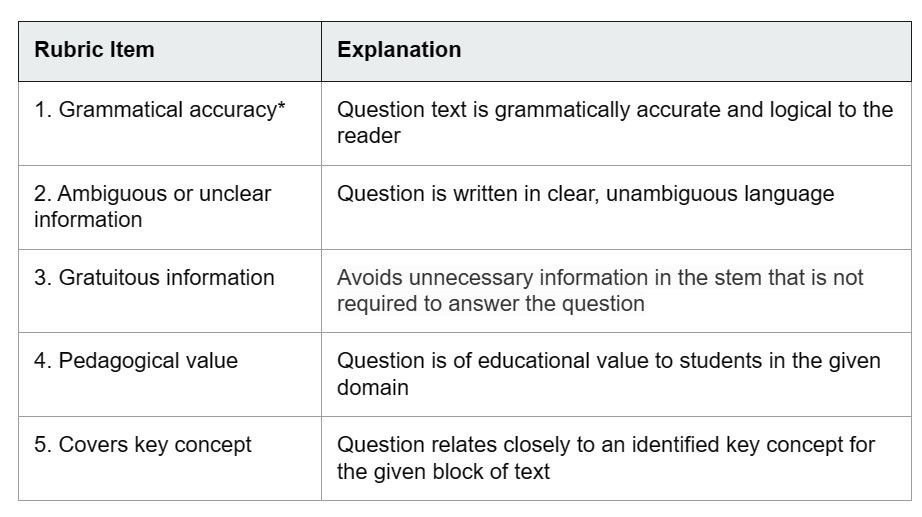 Rubric Item
Explanation
1. Grammatical accuracy*
Question text is grammatically accurate and logical to the
reader
2. Ambiguous or unclear
information
Question is written in clear, unambiguous language
3. Gratuitous information
Avoids unnecessary information in the stem that is not
required to answer the question
4. Pedagogical value
Question is of educational value to students in the given
domain
5. Covers key concept
Question relates closely to an identified key concept for
the given block of text